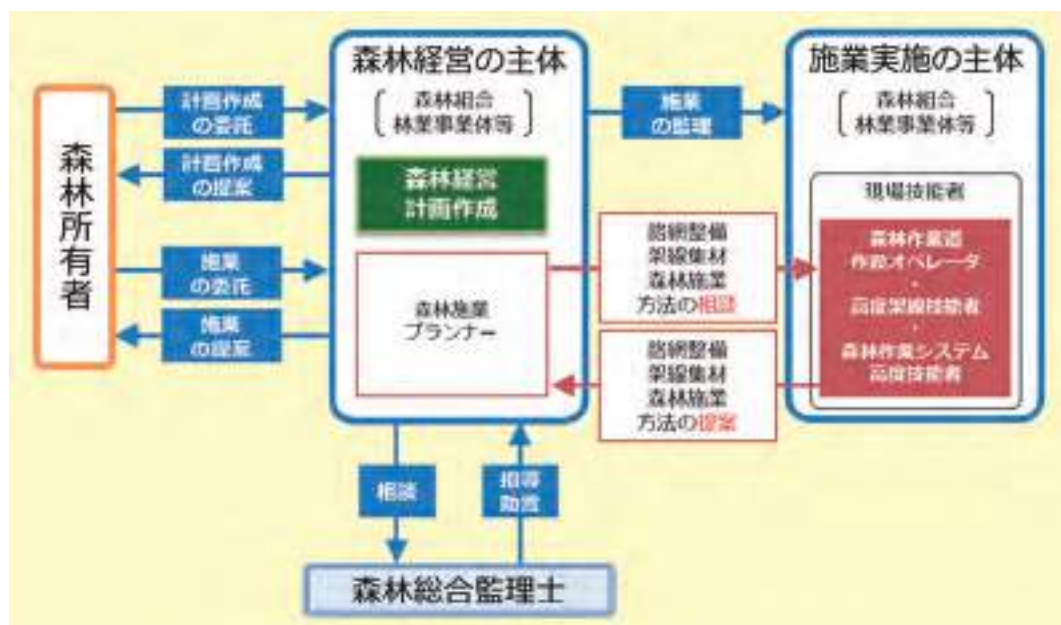 森林所有者
計画作成
の委託
計画作成
の提案
施業
の委託
施業
の提案
森林経営の主体
森林組合
林業事業体等
森林経営
計画作成
森林施業
プランナー
施業
の監理
路網整備
架線集材
森林施業
方法の相談
路網整備
架線集材
森林施業
方法の提案
施業実施の主体
森林組合
林業事業体等
現場技能者
森林作業道
作設オペレータ
・
高度架線技能者
・
森林作業システム
高度技能者
相談
指導
助言
森林総合監理士